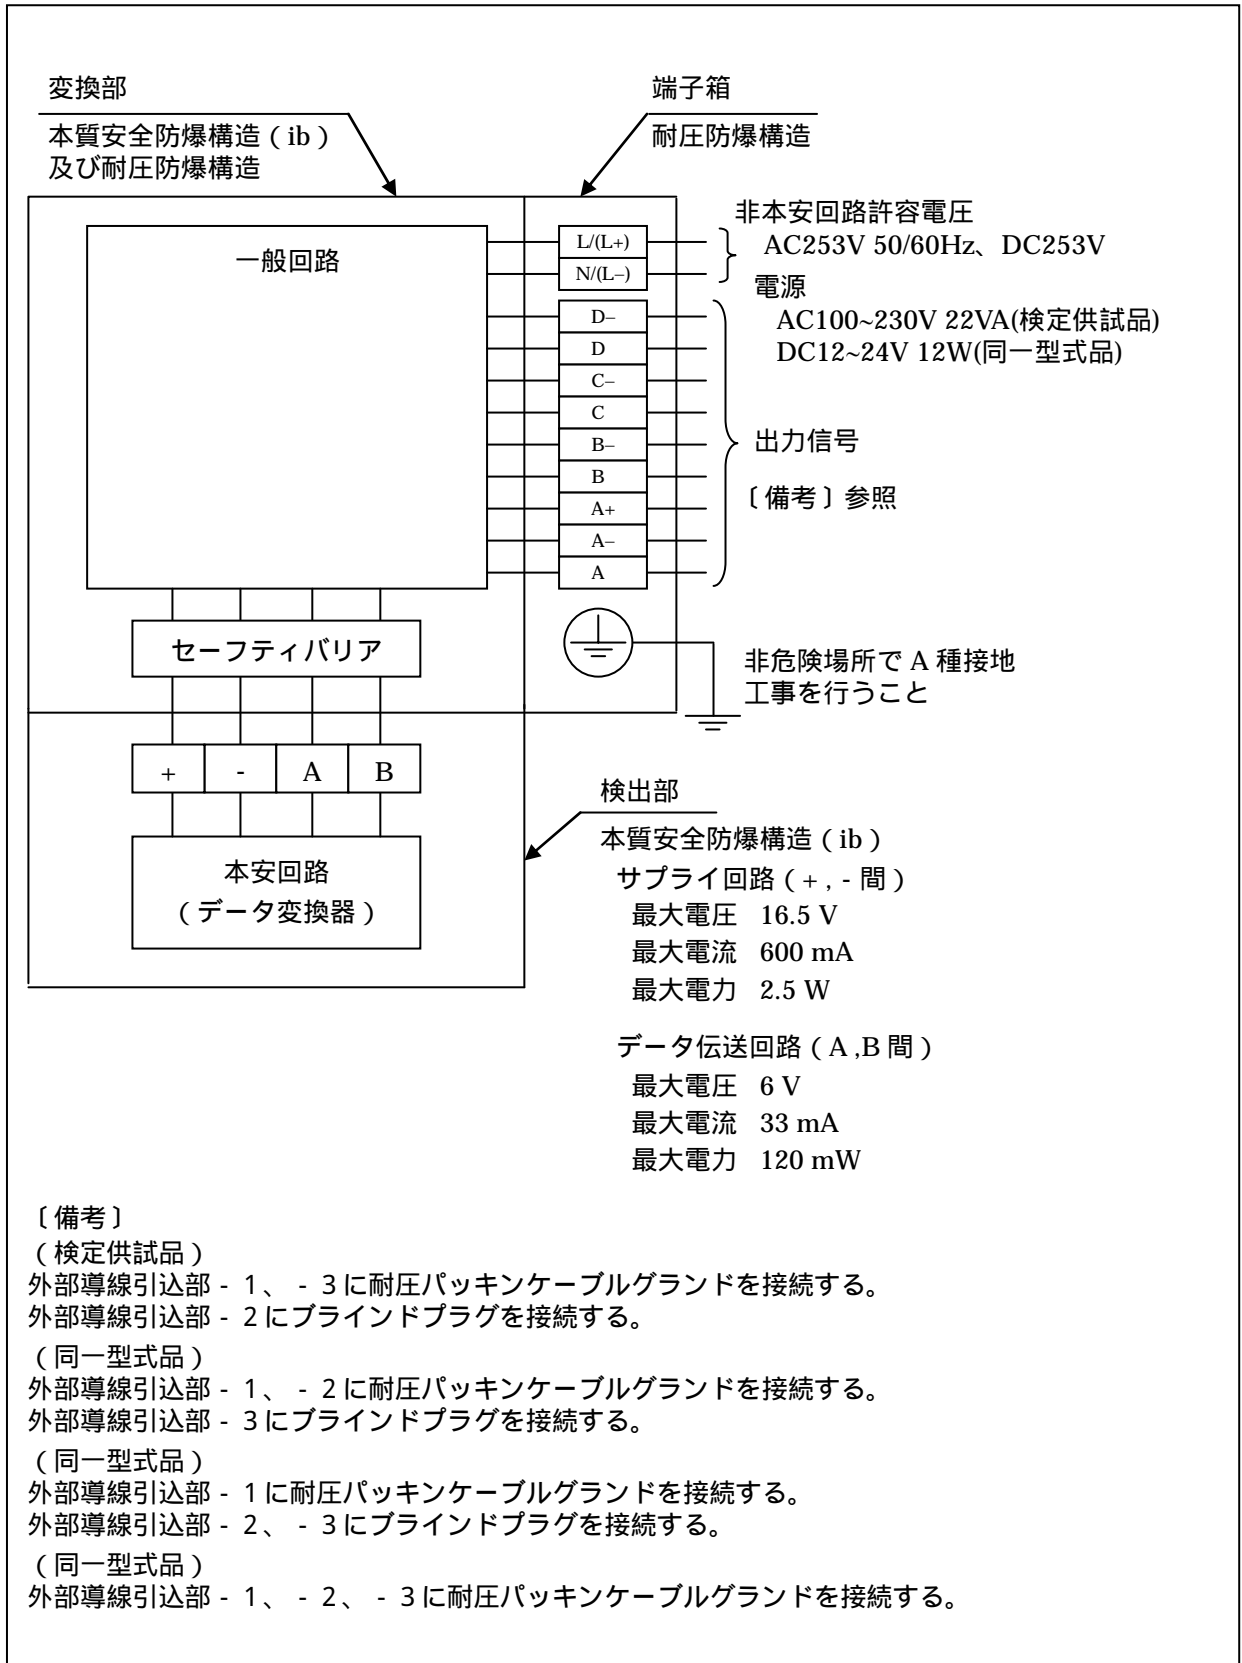 変換部
本質安全防爆構造(ib)
及び耐圧防爆構造
端子箱
耐圧防爆構造
一般回路
L/(L+)
N/(L–)
D–
D
C–
C
B–
B
A+
A–
A
非本安回路許容電圧
AC253V 50/60Hz、DC253V
電源
AC100~230V 22VA(検定供試品)
DC12~24V 12W(同一型式品)
出力信号
〔備考〕参照
セーフティバリア
非危険場所で A 種接地
工事を行うこと
+ - A B
本安回路
(データ変換器)
検出部
本質安全防爆構造(ib)
サプライ回路(+ , - 間)
最大電圧 16.5 V
最大電流 600 mA
最大電力 2.5 W
データ伝送回路(A ,B 間)
最大電圧 6 V
最大電流 33 mA
最大電力 120 mW
〔備考〕
(検定供試品)
外部導線引込部 - 1、 - 3に耐圧パッキンケーブルグランドを接続する。
外部導線引込部 - 2にブラインドプラグを接続する。
(同一型式品)
外部導線引込部 - 1、 - 2に耐圧パッキンケーブルグランドを接続する。
外部導線引込部 - 3にブラインドプラグを接続する。
(同一型式品)
外部導線引込部 - 1に耐圧パッキンケーブルグランドを接続する。
外部導線引込部 - 2、 - 3にブラインドプラグを接続する。
(同一型式品)
外部導線引込部 - 1、 - 2、 - 3に耐圧パッキンケーブルグランドを接続する。